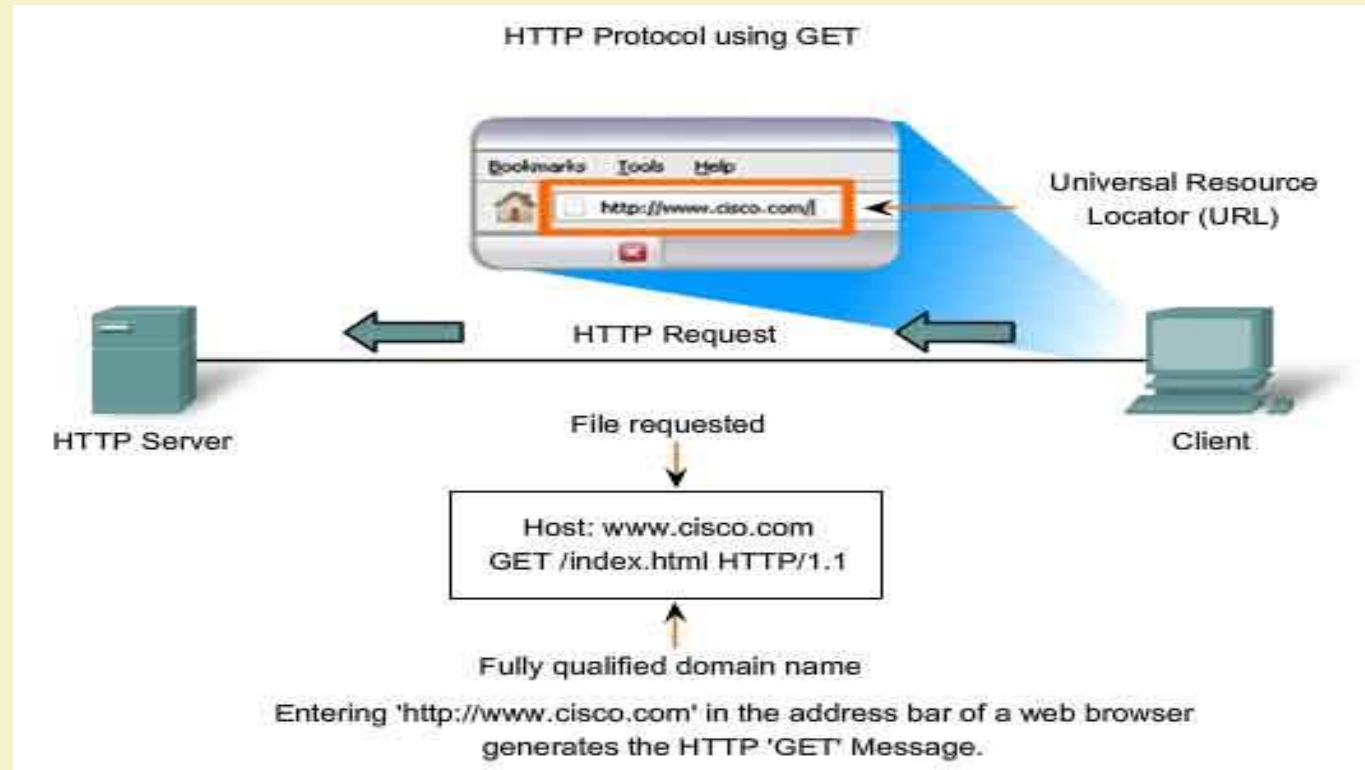 HTTP Protocol using GET
Bookmarks Tools Help
http://www.cisco.com/
Universal Resource
Locator (URL)
HTTP Request
HTTP Server
Client
File requested
Host: www.cisco.com
GET /index.html HTTP/1.1
Fully qualified domain name
Entering 'http://www.cisco.com' in the address bar of a web browser
generates the HTTP 'GET' Message.